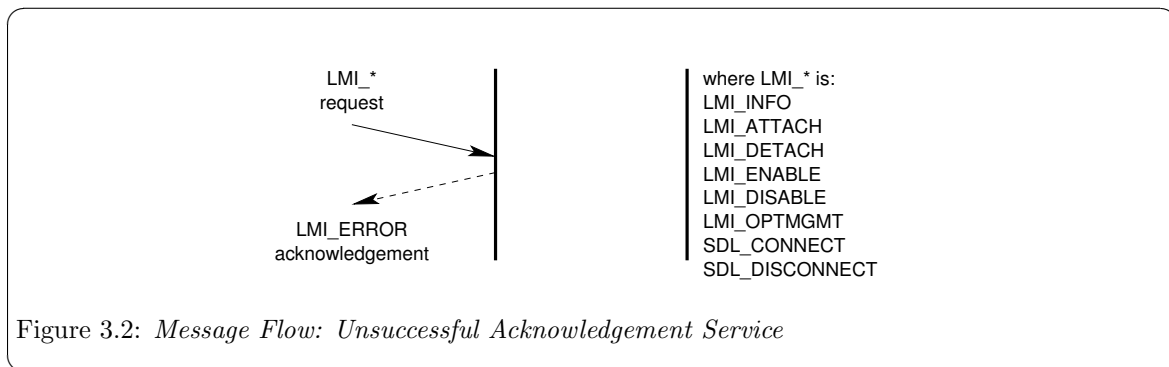 LMI_*
request
LMI_ERROR
acknowledgement
where LMI_* is:
LMI_INFO
LMI_ATTACH
LMI_DETACH
LMI_ENABLE
LMI_DISABLE
LMI_OPTMGMT
SDL_CONNECT
SDL_DISCONNECT
Figure 3.2: Message Flow: Unsuccessful Acknowledgement Service